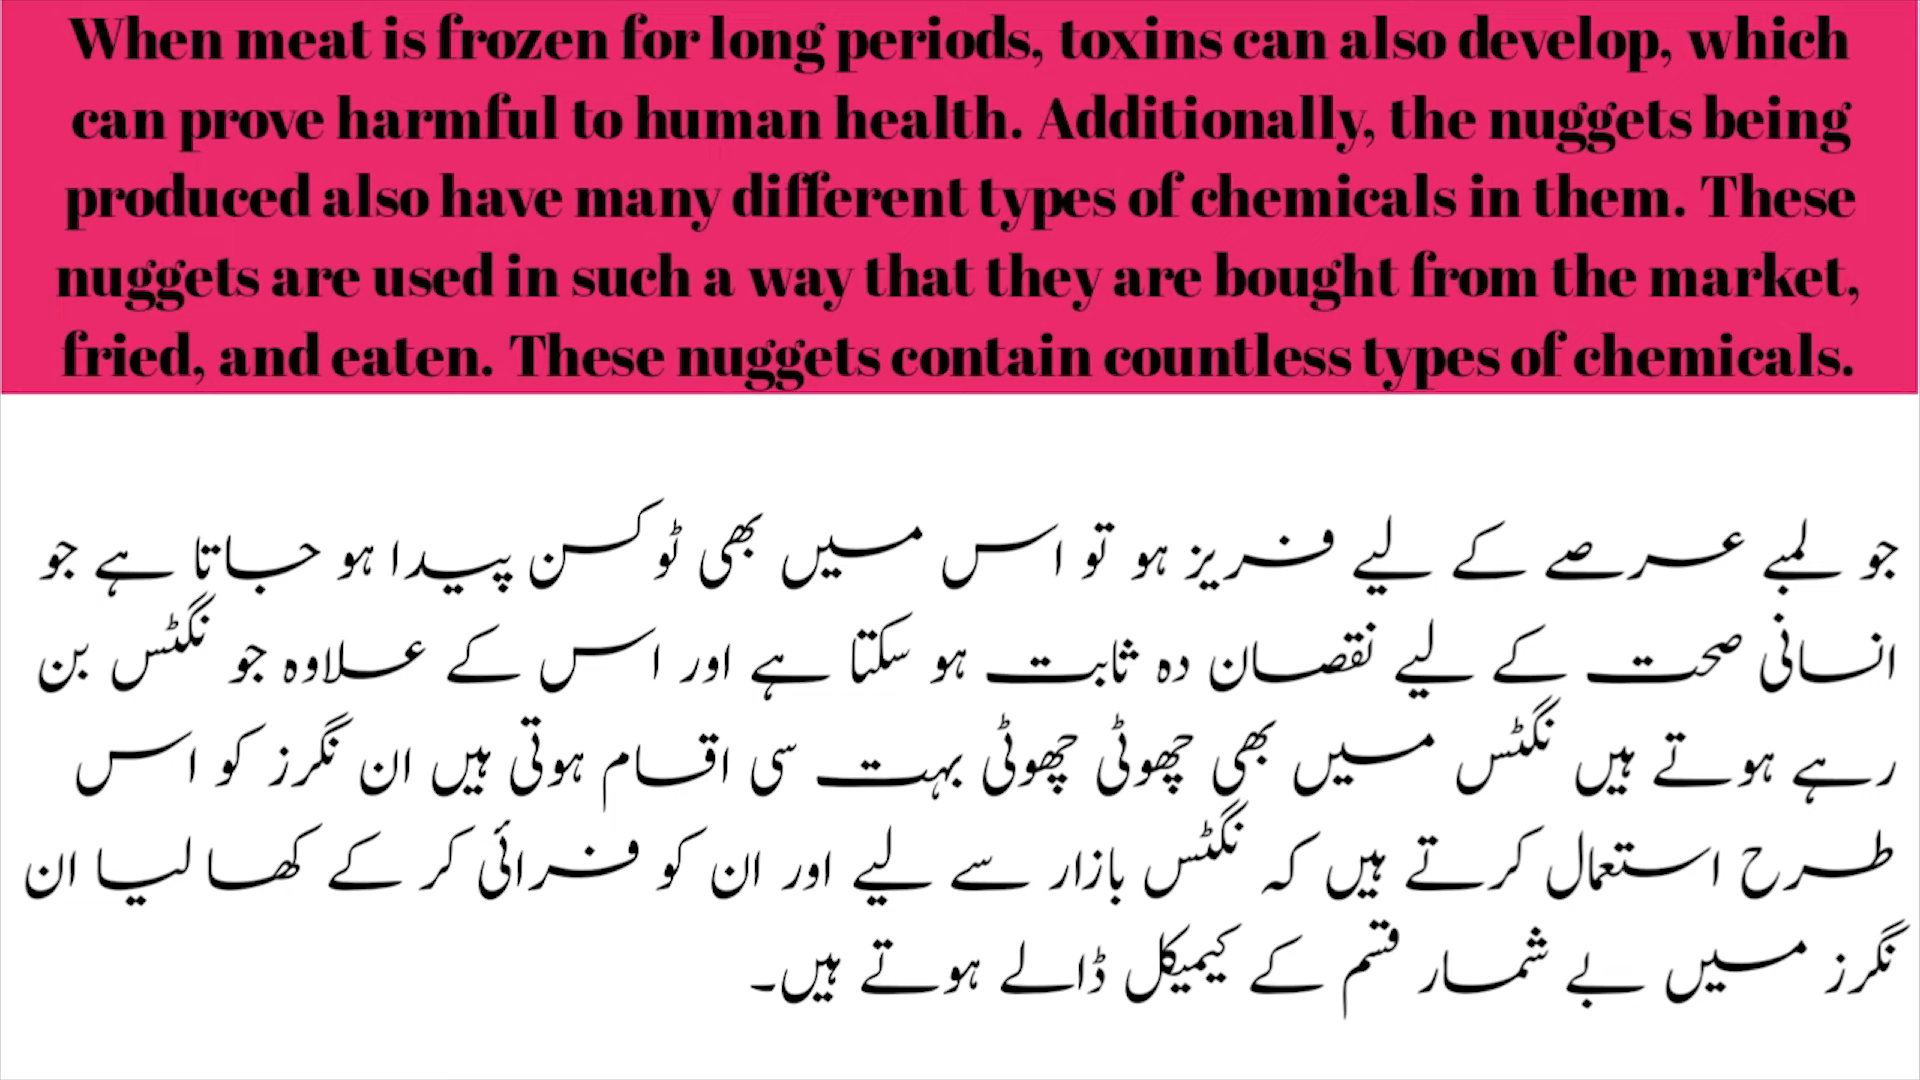 When meat is frozen for long periods, toxins can also develop, which
can prove harmful to human health. Additionally, the nuggets being
produced also have many different types of chemicals in them. These
nuggets are used in such a way that they are bought from the market,
fried, and eaten. These nuggets contain countless types of chemicals.
جو لمبے عرصے کے لیے فریز ہو تو اس میں بھی ٹوکسن پیدا ہو جاتا ہے جو
انسانی صحت کے لیے نقصان دہ ثابت ہو سکتا ہے اور اس کے علاوہ جو نگٹس بن
رہے ہوتے ہیں نگٹس میں بھی چھوٹی چھوٹی بہت سی اقسام ہوتی ہیں ان نگرز کو اس
طرح استعمال کرتے ہیں کہ نگٹس بازار سے لیے اور ان کو فرائی کر کے کھا لیا ان
نگرز میں بے شمار قسم کے کیمیکل ڈالے ہوتے ہیں۔